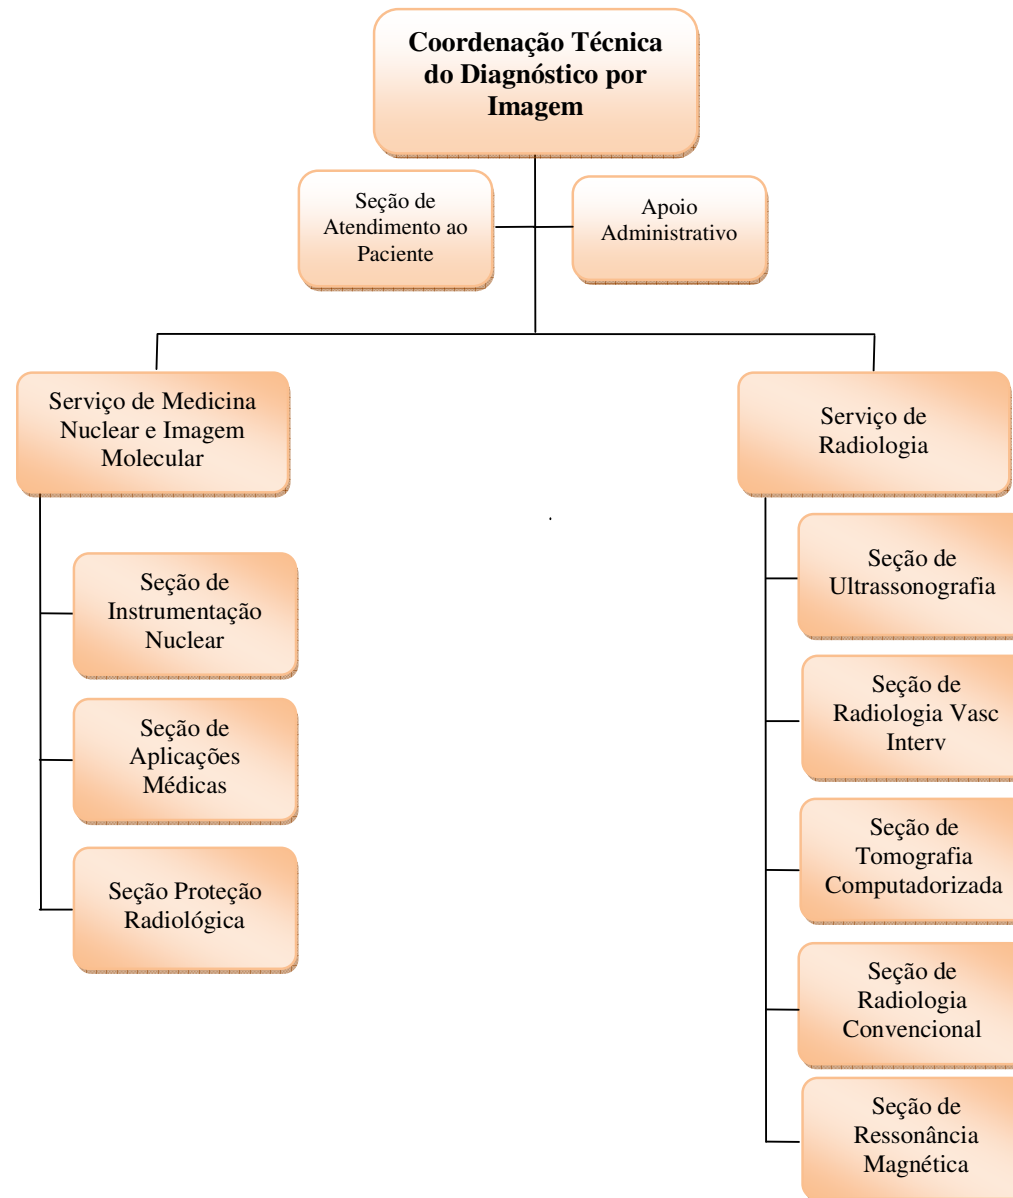 Coordenação Técnica
do Diagnóstico por
Imagem
Seção de
Atendimento ao
Paciente
Apoio
Administrativo
Serviço de Medicina
Nuclear e Imagem
Molecular
Seção de
Instrumentação
Nuclear
Seção de
Aplicações
Médicas
Seção Proteção
Radiológica
Serviço de
Radiologia
.
Seção de
Ultrassonografia
Seção de
Radiologia Vasc
Interv
Seção de
Tomografia
Computadorizada
Seção de
Radiologia
Convencional
Seção de
Ressonância
Magnética